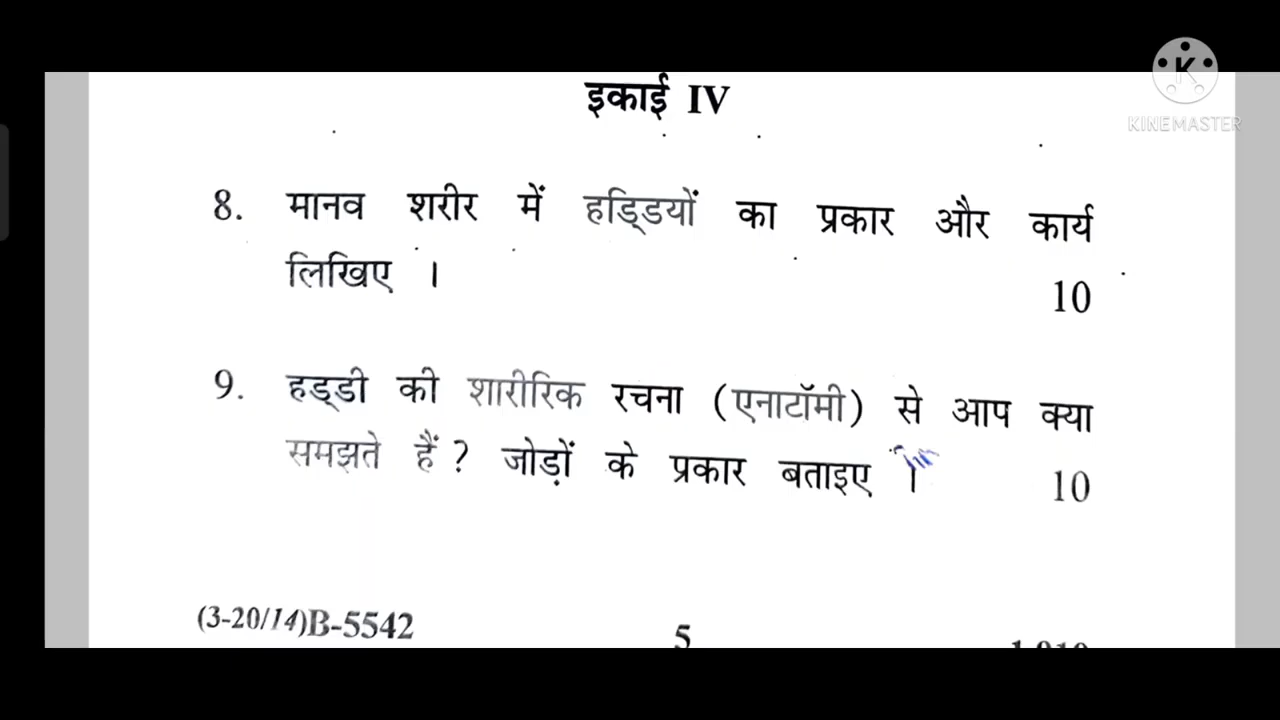 KINEMASTER
इकाई IV
8. मानव शरीर में हड्डियों का प्रकार और कार्य
लिखिए ।
10
9. हड्डी की शारीरिक रचना (एनाटॉमी) से आप क्या
समझते हैं ? जोड़ों के प्रकार बताइए ।
10
(3-20/14)B-5542
5